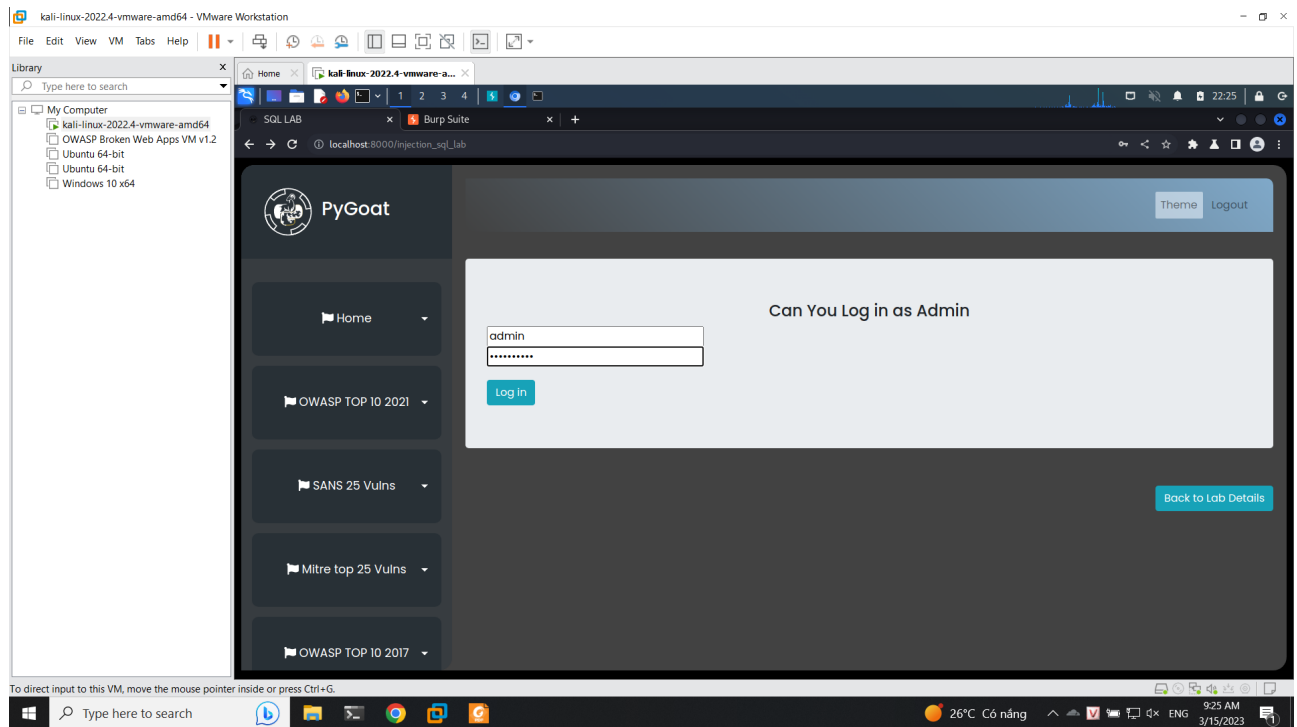 kali-linux-2022.4-vmware-amd64 - VMware Workstation
File Edit View VM Tabs Help
Library
Type here to search
My Computer
kali-linux-2022.4-vmware-amd64
OWASP Broken Web Apps VM v1.2
Ubuntu 64-bit
Ubuntu 64-bit
Windows 10 x64
Home
kali-linux-2022.4-vmware-a...
1 2 3 4
22:25
SQL LAB
Burp Suite
localhost:8000/injection_sql_lab
PyGoat
Theme Logout
Home
OWASP TOP 10 2021
SANS 25 Vulns
Mitre top 25 Vulns
OWASP TOP 10 2017
Can You Log in as Admin
admin
••••••••••
Log in
Back to Lab Details
To direct input to this VM, move the mouse pointer inside or press Ctrl+G.
Type here to search
26°C Có nắng
ENG
9:25 AM
3/15/2023
1